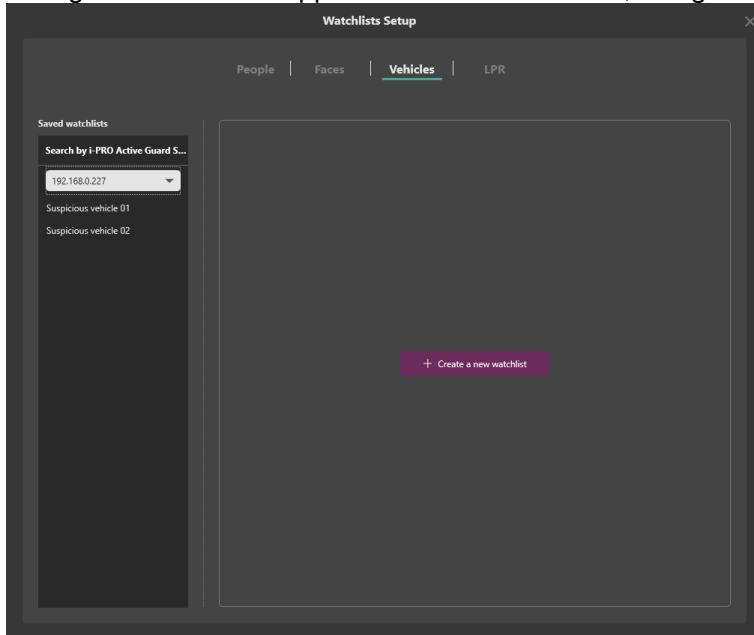 Watchlists Setup
People | Faces | Vehicles | LPR
Saved watchlists
Search by i-PRO Active Guard S...
192.168.0.227
Suspicious vehicle 01
Suspicious vehicle 02
+ Create a new watchlist